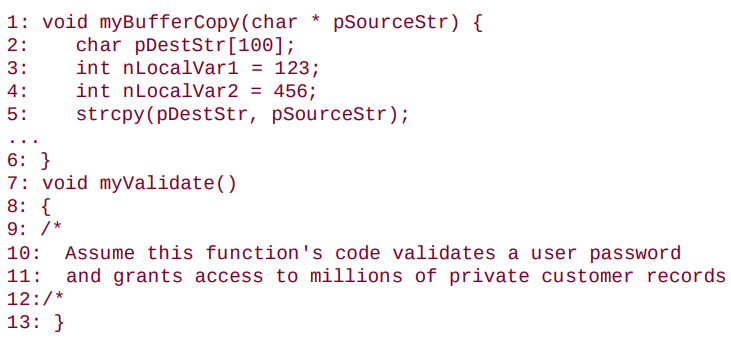 1: void myBufferCopy(char * pSourceStr) {
2:    char pDestStr[100];
3:    int nLocalVar1 = 123;
4:    int nLocalVar2 = 456;
5:    strcpy(pDestStr, pSourceStr);
...
6: }
7: void myValidate()
8: {
9: /*
10:  Assume this function's code validates a user password
11:  and grants access to millions of private customer records
12:/*
13: }